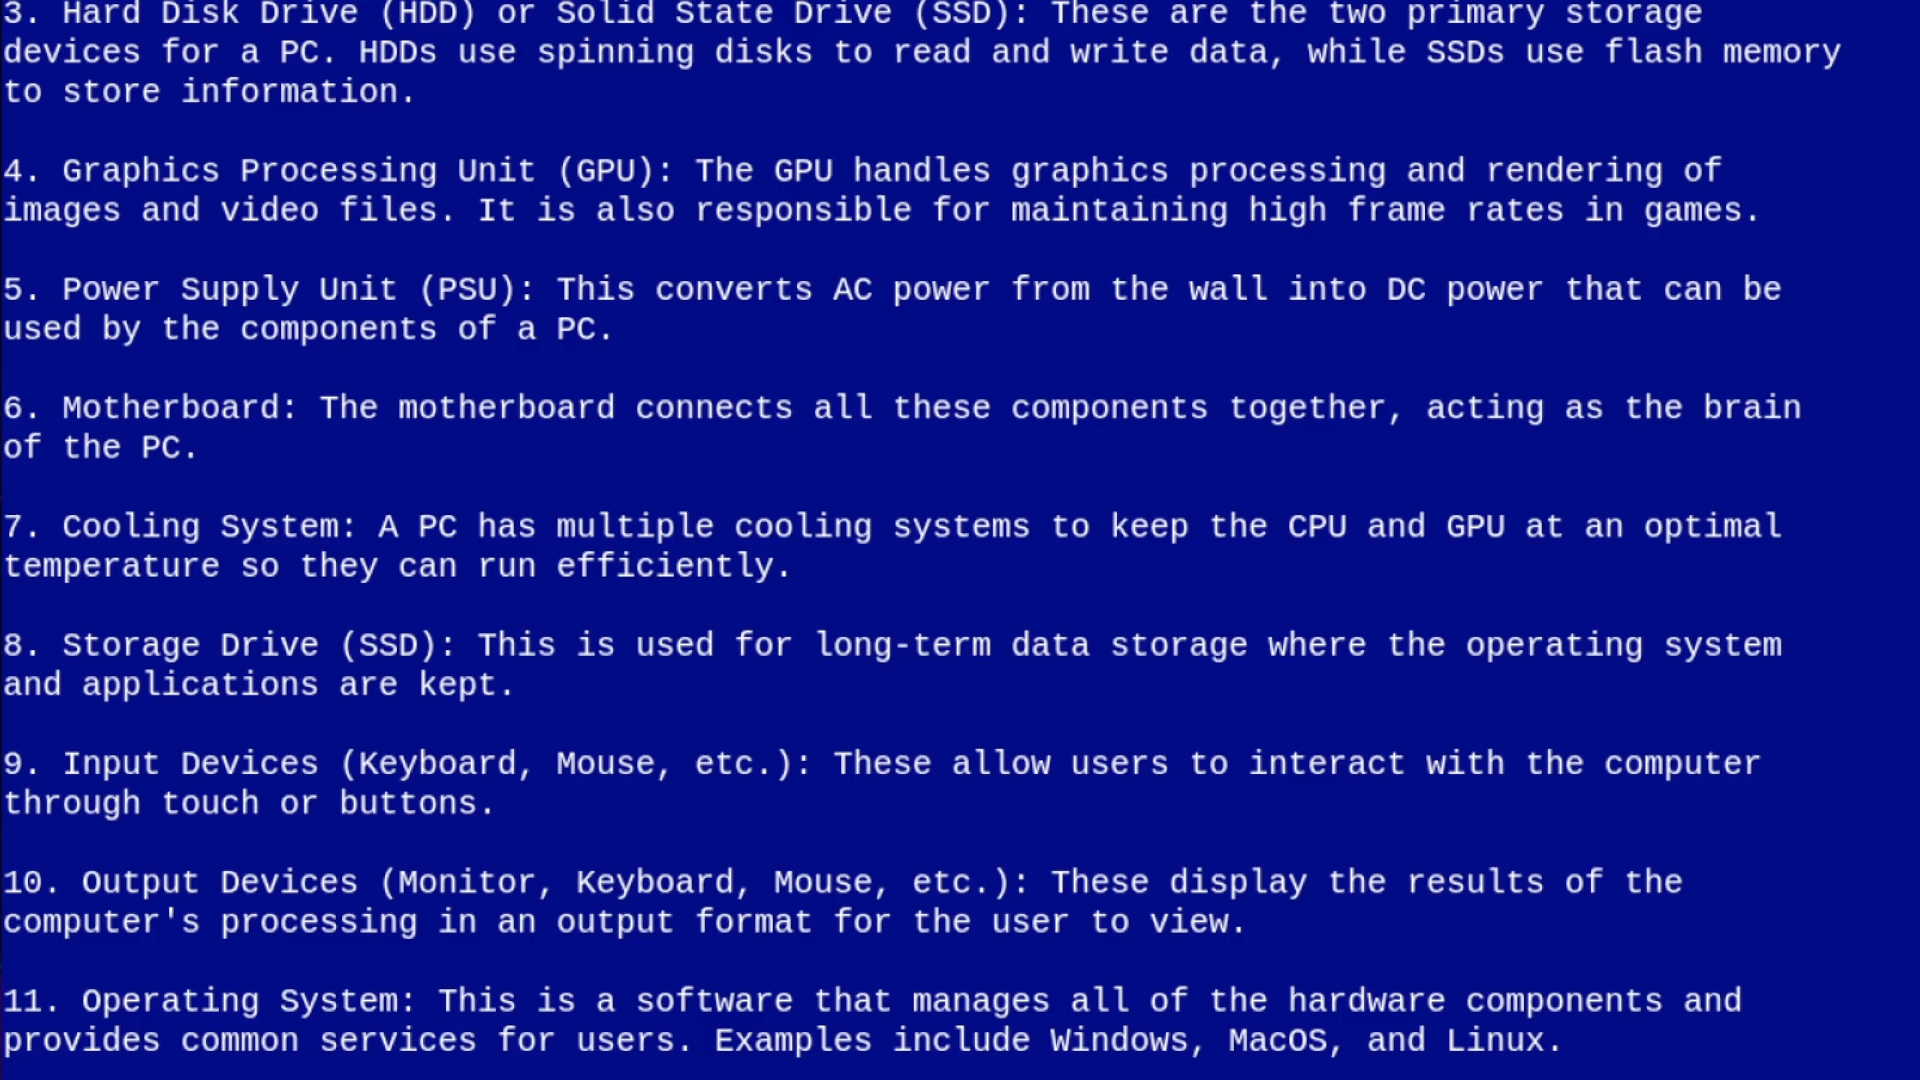 3. Hard Disk Drive (HDD) or Solid State Drive (SSD): These are the two primary storage
devices for a PC. HDDs use spinning disks to read and write data, while SSDs use flash memory
to store information.
4. Graphics Processing Unit (GPU): The GPU handles graphics processing and rendering of
images and video files. It is also responsible for maintaining high frame rates in games.
5. Power Supply Unit (PSU): This converts AC power from the wall into DC power that can be
used by the components of a PC.
6. Motherboard: The motherboard connects all these components together, acting as the brain
of the PC.
7. Cooling System: A PC has multiple cooling systems to keep the CPU and GPU at an optimal
temperature so they can run efficiently.
8. Storage Drive (SSD): This is used for long-term data storage where the operating system
and applications are kept.
9. Input Devices (Keyboard, Mouse, etc.): These allow users to interact with the computer
through touch or buttons.
10. Output Devices (Monitor, Keyboard, Mouse, etc.): These display the results of the
computer's processing in an output format for the user to view.
11. Operating System: This is a software that manages all of the hardware components and
provides common services for users. Examples include Windows, MacOS, and Linux.